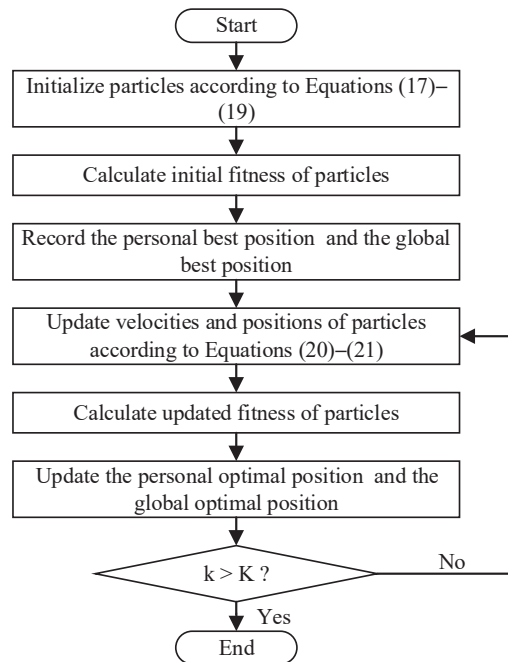 Start
Initialize particles according to Equations (17)–
(19)
Calculate initial fitness of particles
Record the personal best position and the global
best position
Update velocities and positions of particles
according to Equations (20)–(21)
Calculate updated fitness of particles
Update the personal optimal position and the
global optimal position
k > K ?
No
Yes
End